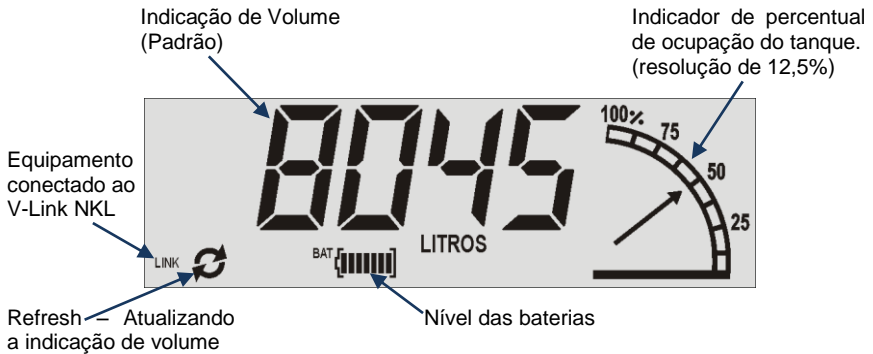 Indicação de Volume
(Padrão)
Indicador de percentual
de ocupação do tanque.
(resolução de 12,5%)
8045
100%
75
50
25
Equipamento
conectado ao
V-Link NKL
LITROS
BAT
LINK
Refresh – Atualizando
a indicação de volume
Nível das baterias